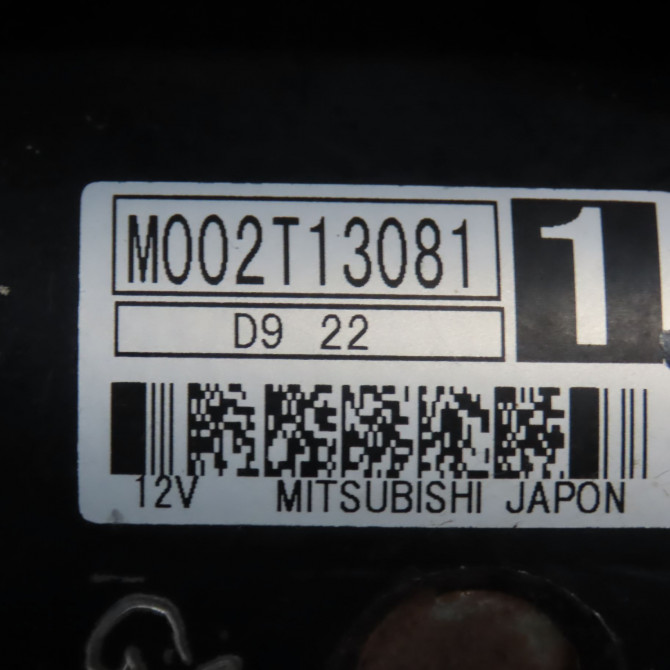 M002T13081
1
D9 22
12V MITSUBISHI JAPON